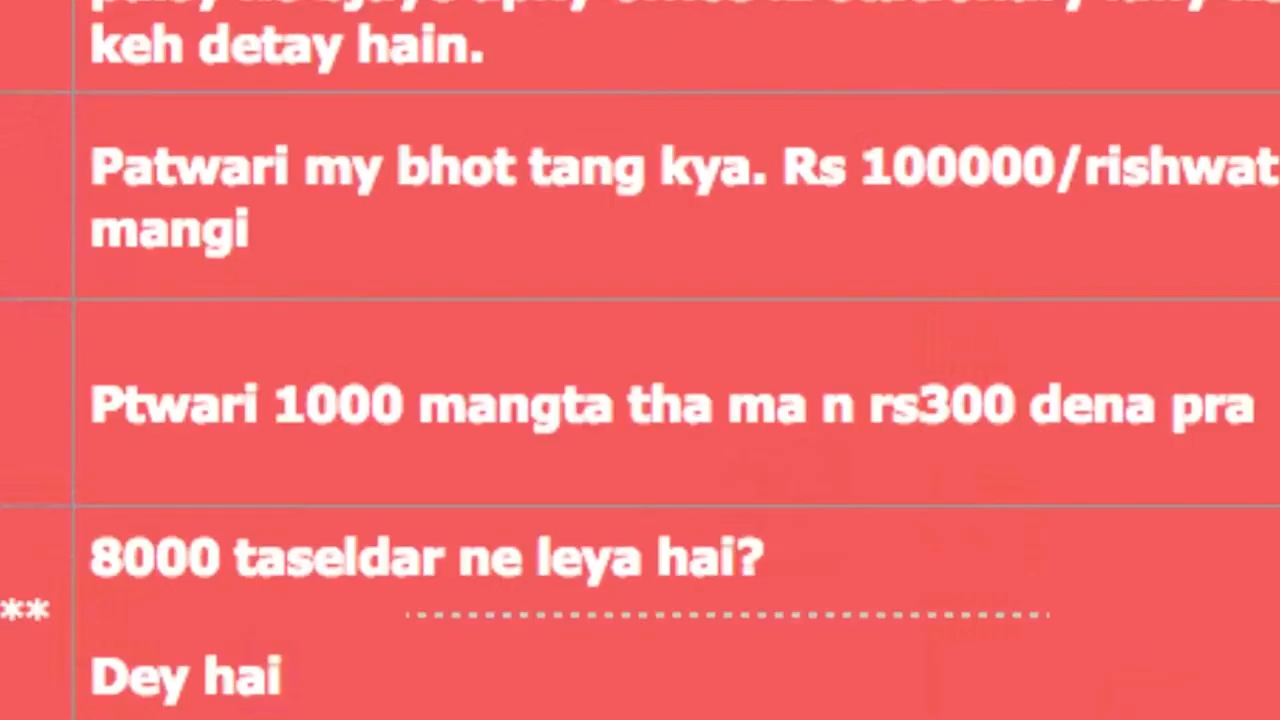 keh detay hain.
Patwari my bhot tang kya. Rs 100000/rishwat
mangi
Ptwari 1000 mangta tha ma n rs300 dena pra
8000 taseldar ne leya hai?
**
Dey hai